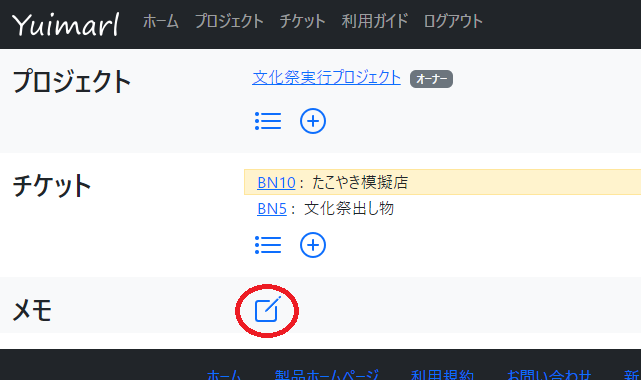 Yuimarl ホーム プロジェクト チケット 利用ガイド ログアウト
プロジェクト 文化祭実行プロジェクト オーナー
チケット BN10 : たこやき模擬店
BN5 : 文化祭出し物
メモ
ホーム 製品ホームページ 利用規約 お問い合わせ 新